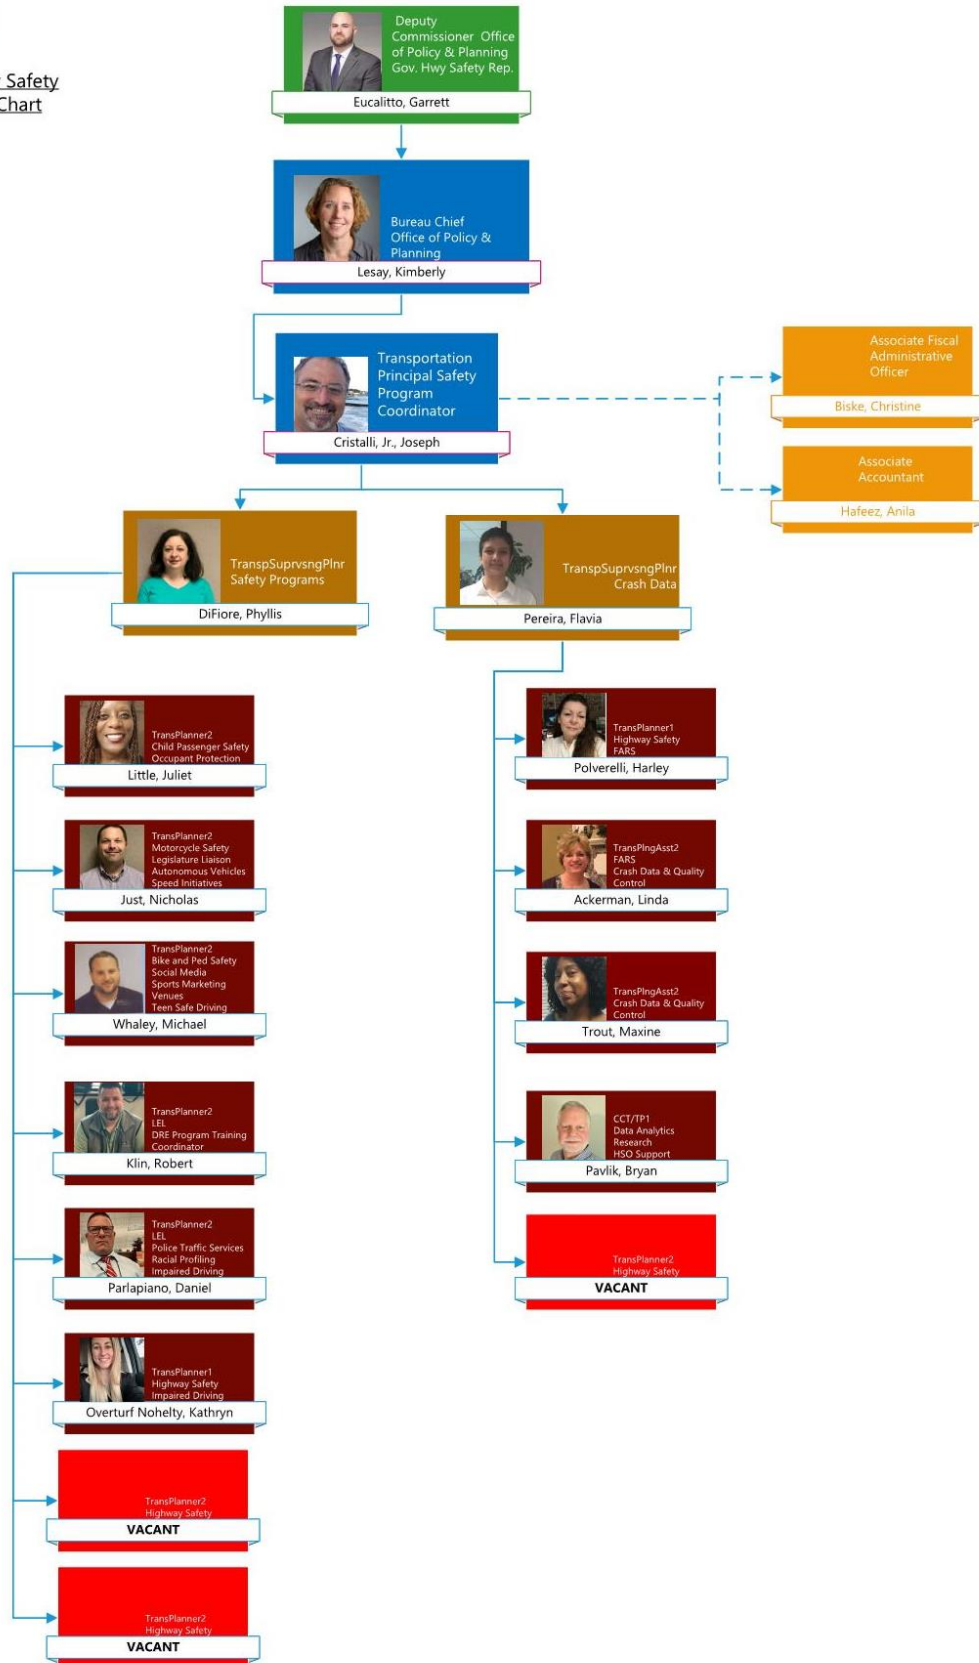 Safety
Chart
Deputy
Commissioner Office
of Policy & Planning
Gov. Hwy Safety Rep.
Eucalitto, Garrett
Bureau Chief
Office of Policy &
Planning
Lesay, Kimberly
Transportation
Principal Safety
Program
Coordinator
Cristalli, Jr., Joseph
Associate Fiscal
Administrative
Officer
Biske, Christine
Associate
Accountant
Hafeez, Anila
TranspSuprvsngPlnr
Safety Programs
DiFiore, Phyllis
TranspSuprvsngPlnr
Crash Data
Pereira, Flavia
TransPlanner2
Child Passenger Safety
Occupant Protection
Little, Juliet
TransPlanner2
Motorcycle Safety
Legislature Liaison
Autonomous Vehicles
Speed Initiatives
Just, Nicholas
TransPlanner2
Bike and Ped Safety
Social Media
Sports Marketing
Venues
Teen Safe Driving
Whaley, Michael
TransPlanner2
LEL
DRE Program Training
Coordinator
Klin, Robert
TransPlanner2
LEL
Police Traffic Services
Racial Profiling
Impaired Driving
Parlapiano, Daniel
TransPlanner1
Highway Safety
Impaired Driving
Overturf Nohelty, Kathryn
TransPlanner2
Highway Safety
VACANT
TransPlanner2
Highway Safety
VACANT
TransPlanner1
Highway Safety
FARS
Polverelli, Harley
TransPlngAsst2
FARS
Crash Data & Quality
Control
Ackerman, Linda
TransPlngAsst2
Crash Data & Quality
Control
Trout, Maxine
CCT/TP1
Data Analytics
Research
HSO Support
Pavlik, Bryan
TransPlanner2
Highway Safety
VACANT